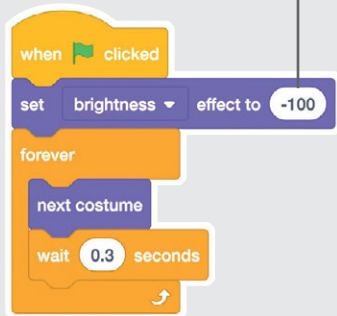 when clicked
set brightness effect to -100
forever
next costume
wait 0.3 seconds